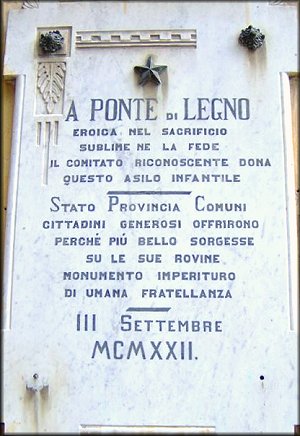 A PONTE DI LEGNO
EROICA NEL SACRIFICIO
SUBLIME NE LA FEDE
IL COMITATO RICONOSCENTE DONA
QUESTO ASILO INFANTILE
STATO PROVINCIA COMUNI
CITTADINI GENEROSI OFFRIRONO
PERCHÉ PIÙ BELLO SORGESSE
SU LE SUE ROVINE
MONUMENTO IMPERITURO
DI UMANA FRATELLANZA
III SETTEMBRE
MCMXXII.